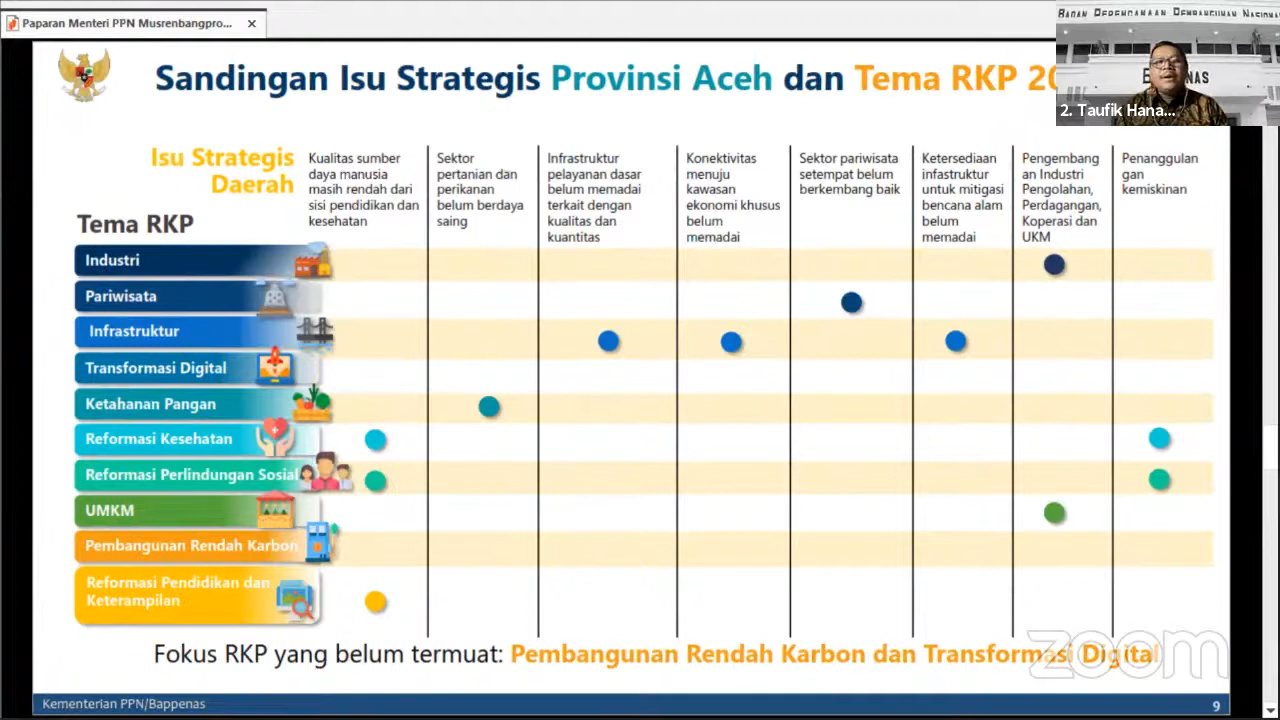 Paparan Menteri PPN Musrenbangpro...
BADAN PERENCANAAN PEMBANGUNAN NASIONAL
2. Taufik Hana...
Sandingan Isu Strategis Provinsi Aceh dan Tema RKP
Isu Strategis
Daerah
Tema RKP
Kualitas sumber
daya manusia
masih rendah dari
sisi pendidikan dan
kesehatan
Sektor
pertanian dan
perikanan
belum berdaya
saing
Infrastruktur
pelayanan dasar
belum memadai
terkait dengan
kualitas dan
kuantitas
Konektivitas
menuju
kawasan
ekonomi khusus
belum
memadai
Sektor pariwisata
setempat belum
berkembang baik
Ketersediaan
infastruktur
untuk mitigasi
bencana alam
belum
memadai
Pengembang
an Industri
Pengolahan,
Perdagangan,
Koperasi dan
UKM
Penanggulan
gan
kemiskinan
Industri
Pariwisata
Infrastruktur
Transformasi Digital
Ketahanan Pangan
Reformasi Kesehatan
Reformasi Perlindungan Sosial
UMKM
Pembangunan Rendah Karbon
Reformasi Pendidikan dan
Keterampilan
Fokus RKP yang belum termuat: Pembangunan Rendah Karbon dan Transformasi Digital
zoom
Kementerian PPN/Bappenas
9